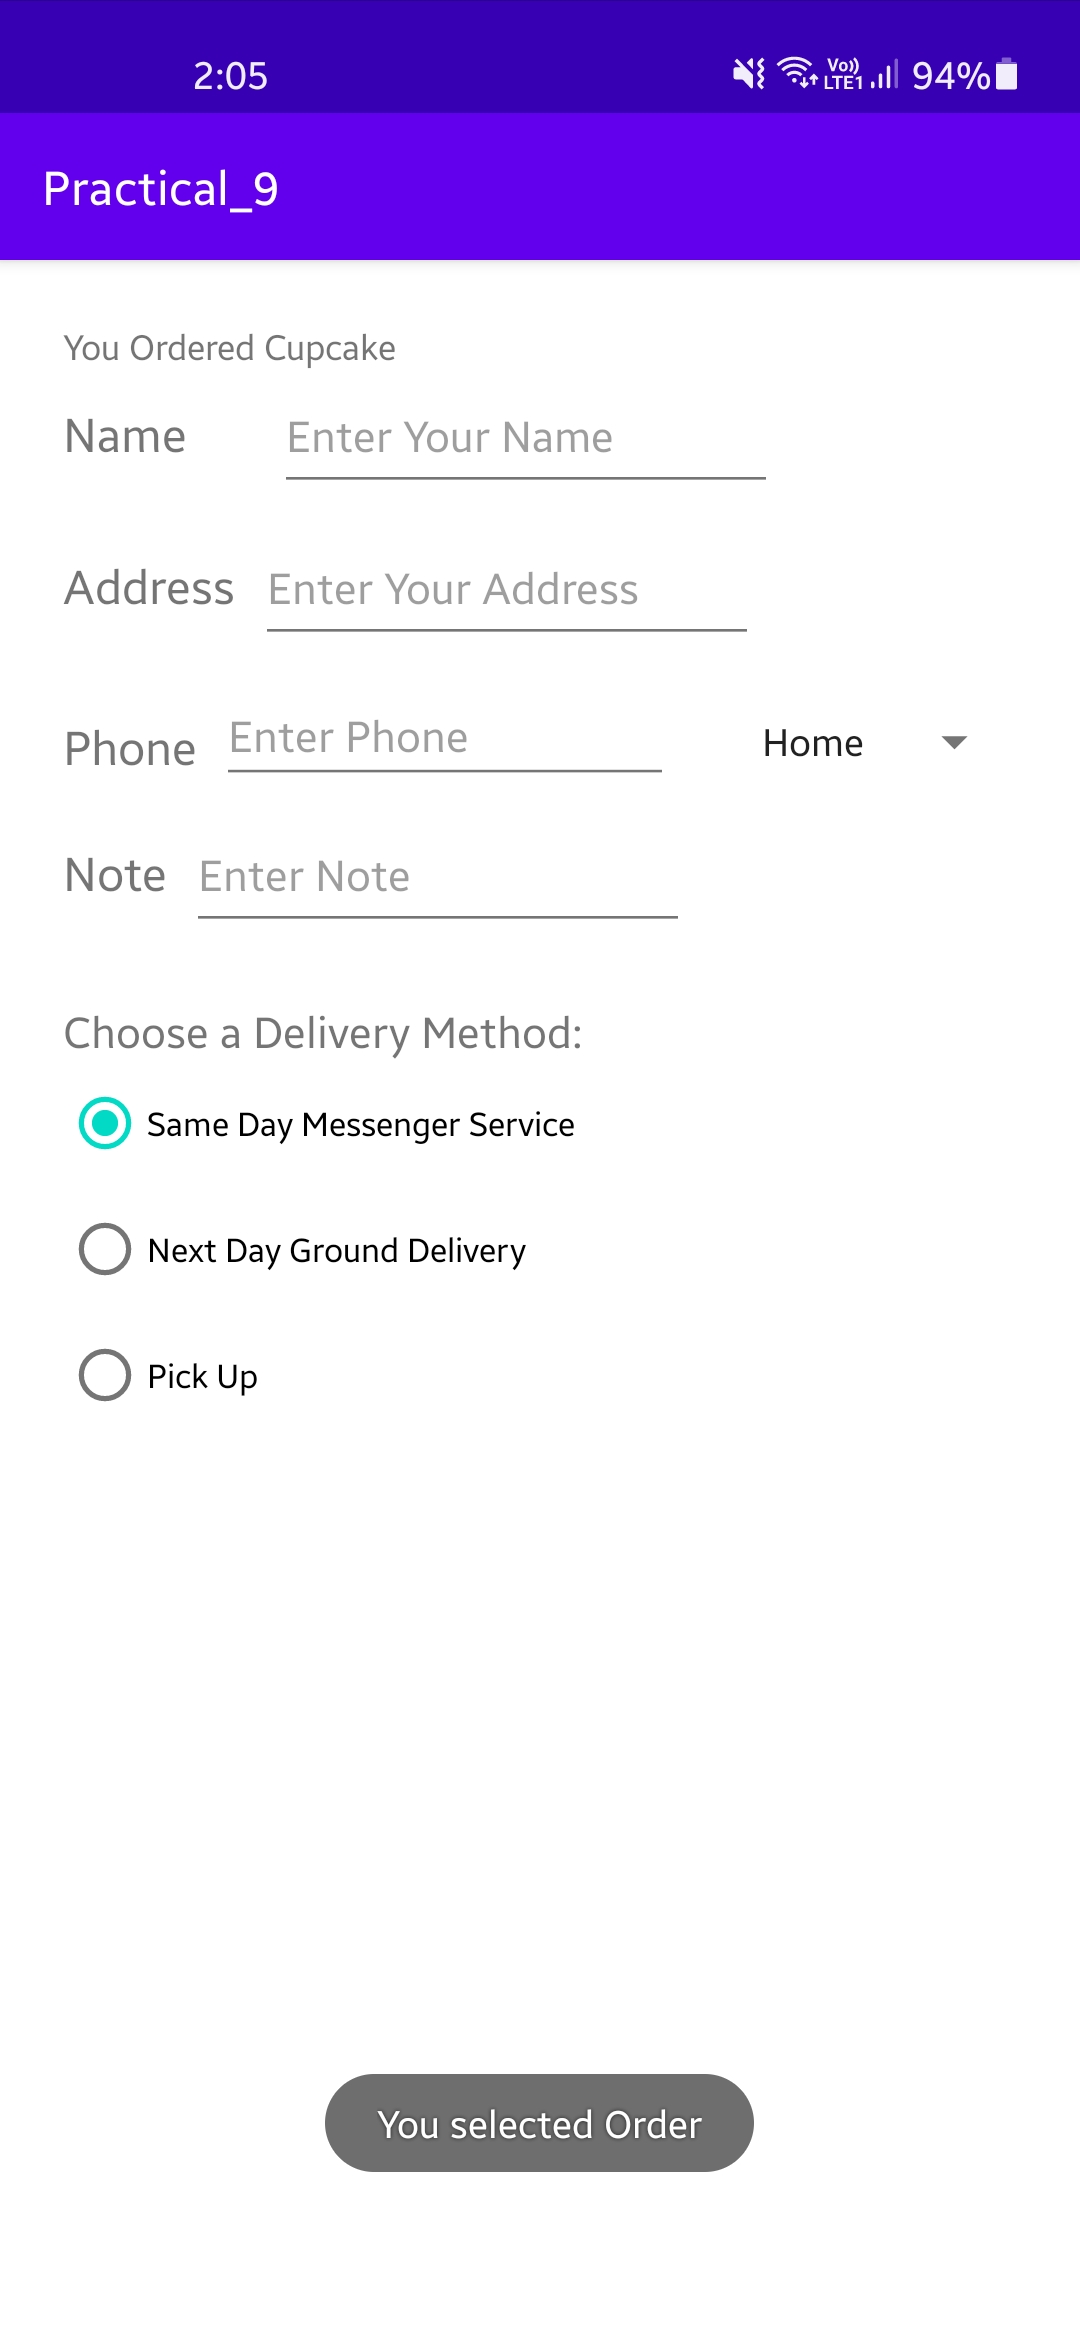 2:05 Vo)) LTE1 94%
Practical_9
You Ordered Cupcake
Name Enter Your Name
Address Enter Your Address
Phone Enter Phone Home
Note Enter Note
Choose a Delivery Method:
Same Day Messenger Service
Next Day Ground Delivery
Pick Up
You selected Order